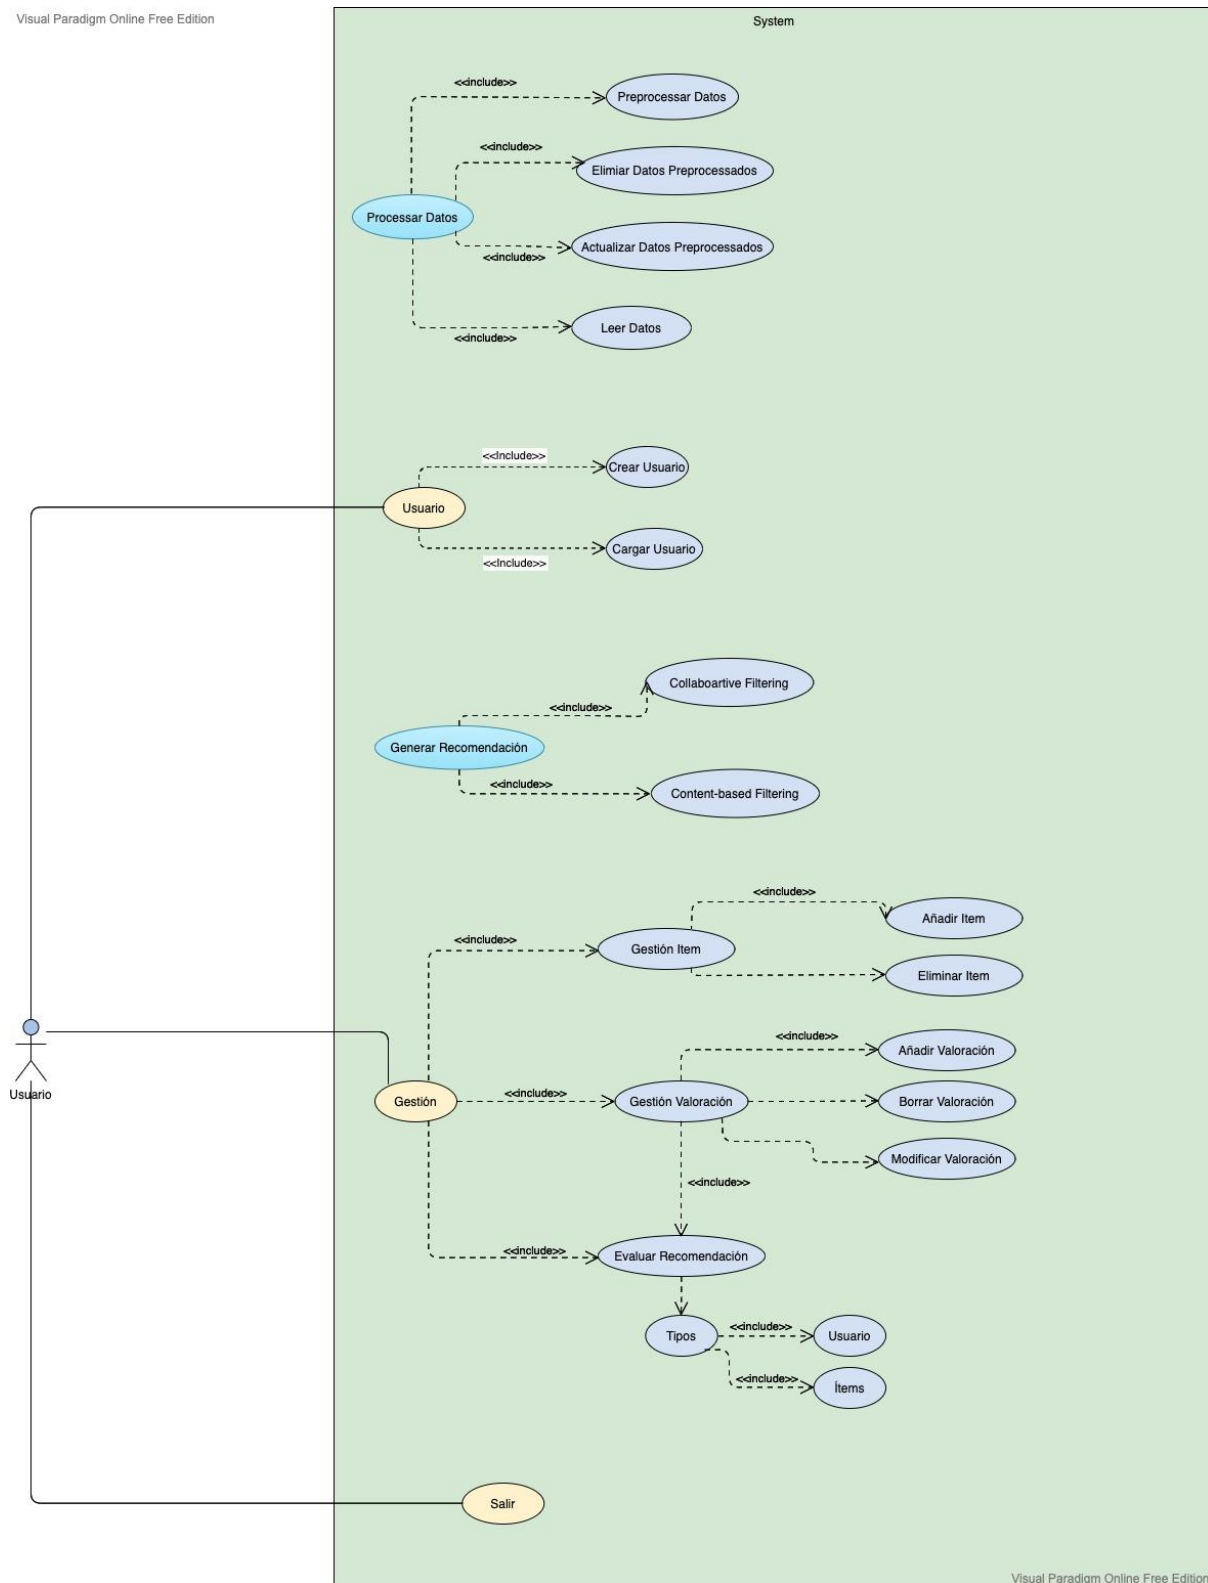 Visual Paradigm Online Free Edition
System
<<include>>
Preprocessar Datos
<<include>>
Elimiar Datos Preprocessados
Processar Datos
Actualizar Datos Preprocessados
<<include>>
Leer Datos
<<include>>
<<Include>>
Crear Usuario
Usuario
Cargar Usuario
<<Include>>
Collaboartive Filtering
<<include>>
Generar Recomendación
<<include>>
Content-based Filtering
<<include>>
Añadir Item
<<include>>
Gestión Item
Eliminar Item
<<include>>
Añadir Valoración
Usuario
<<include>>
Gestión
Gestión Valoración
Borrar Valoración
Modificar Valoración
<<include>>
<<include>>
Evaluar Recomendación
<<include>>
Tipos
Usuario
<<include>>
Ítems
Salir
Visual Paradigm Online Free Edition